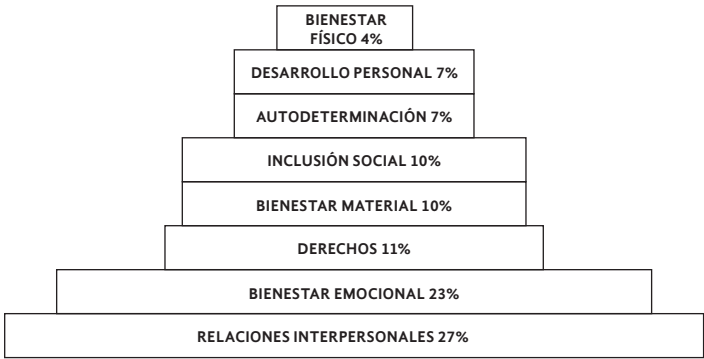 BIENESTAR
FÍSICO 4%
DESARROLLO PERSONAL 7%
AUTODETERMINACIÓN 7%
INCLUSIÓN SOCIAL 10%
BIENESTAR MATERIAL 10%
DERECHOS 11%
BIENESTAR EMOCIONAL 23%
RELACIONES INTERPERSONALES 27%